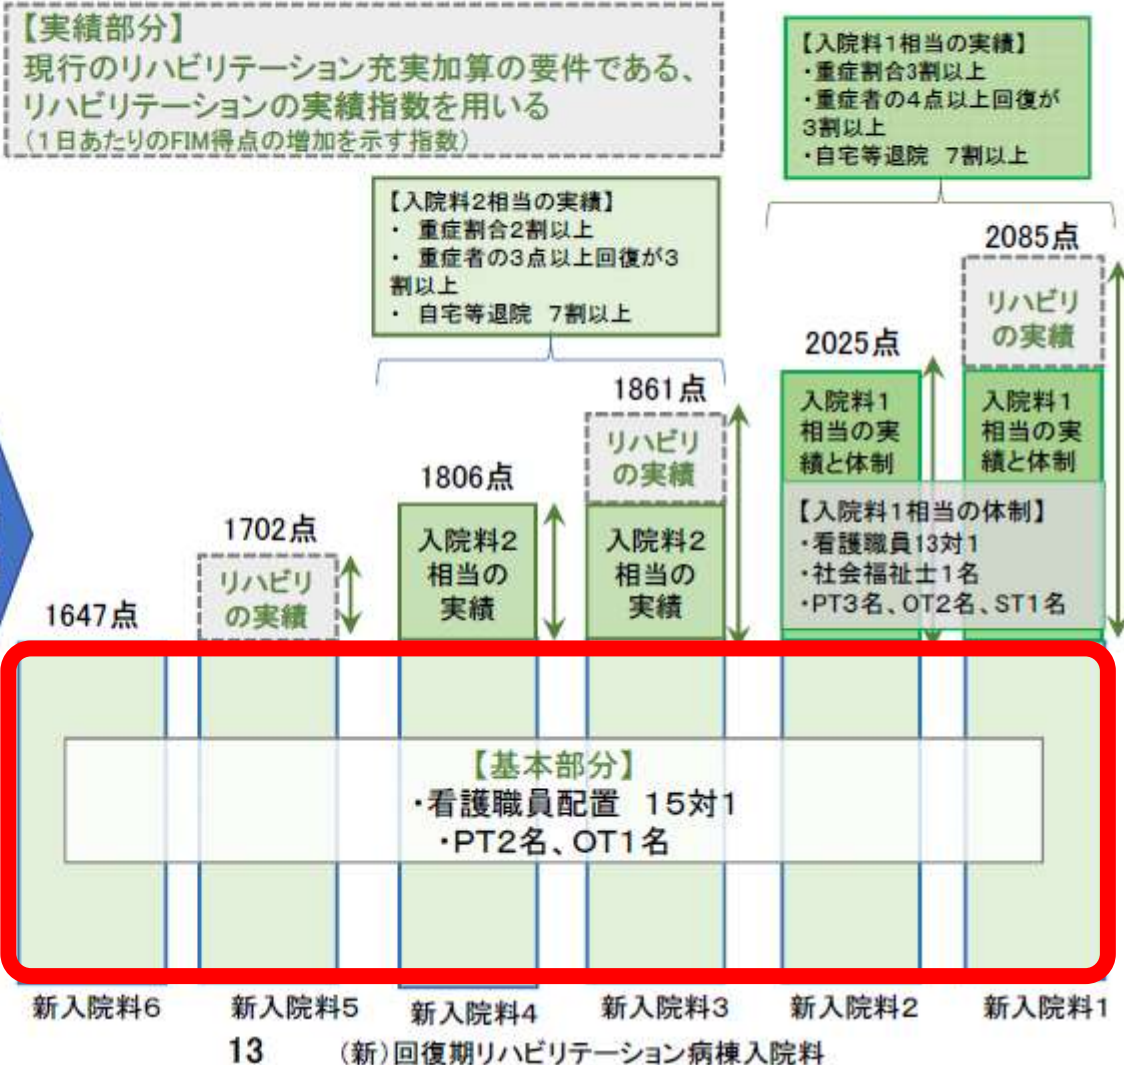 【実績部分】
現行のリハビリテーション充実加算の要件である、
リハビリテーションの実績指数を用いる
(1日あたりのFIM得点の増加を示す指数)
【入院料1相当の実績】
・重症割合3割以上
・重症者の4点以上回復が
3割以上
・自宅等退院 7割以上
【入院料2相当の実績】
・ 重症割合2割以上
・ 重症者の3点以上回復が3
割以上
・ 自宅等退院 7割以上
2085点
リハビリ
の実績
2025点
入院料1
相当の実
績と体制
入院料1
相当の実
績と体制
1861点
リハビリ
の実績
1806点
入院料2
相当の
実績
入院料2
相当の
実績
【入院料1相当の体制】
・看護職員13対1
・社会福祉士1名
・PT3名、OT2名、ST1名
1702点
リハビリ
の実績
1647点
【基本部分】
・看護職員配置 15対1
・PT2名、OT1名
新入院料6
新入院料5
新入院料4
新入院料3
新入院料2
新入院料1
13 (新)回復期リハビリテーション病棟入院料